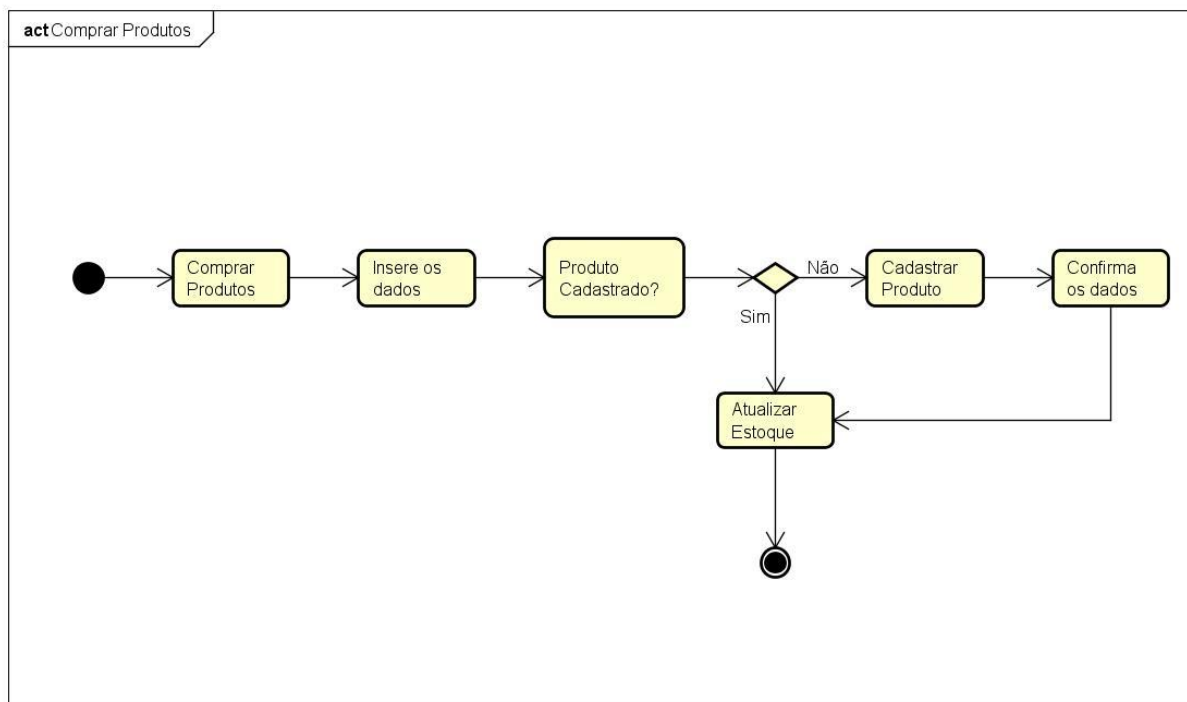 act Comprar Produtos
Comprar
Produtos
Insere os
dados
Produto
Cadastrado?
Não
Cadastrar
Produto
Confirma
os dados
Sim
Atualizar
Estoque